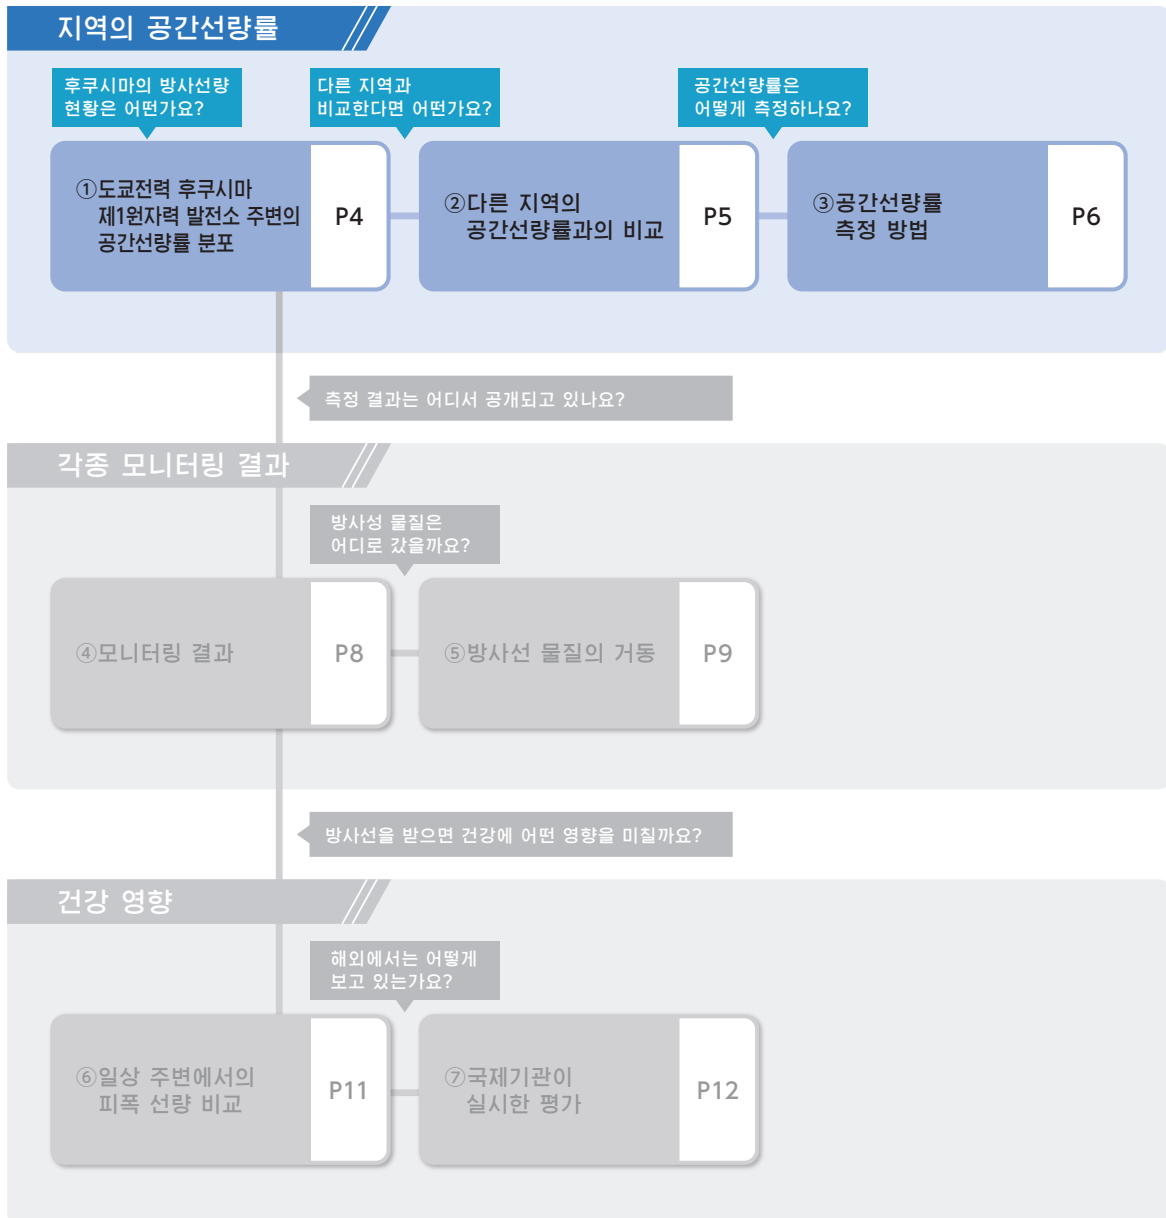 지역의 공간선량률
후쿠시마의 방사선량
현황은 어떤가요?
다른 지역과
비교한다면 어떤가요?
공간선량률은
어떻게 측정하나요?
①도쿄전력 후쿠시마
제1원자력 발전소 주변의
공간선량률 분포
P4
②다른 지역의
공간선량률과의 비교
P5
③공간선량률
측정 방법
P6
측정 결과는 어디서 공개되고 있나요?
각종 모니터링 결과
방사성 물질은
어디로 갔을까요?
④모니터링 결과
P8
⑤방사선 물질의 거동
P9
방사선을 받으면 건강에 어떤 영향을 미칠까요?
건강 영향
해외에서는 어떻게
보고 있는가요?
⑥일상 주변에서의
피폭 선량 비교
P11
⑦국제기관이
실시한 평가
P12